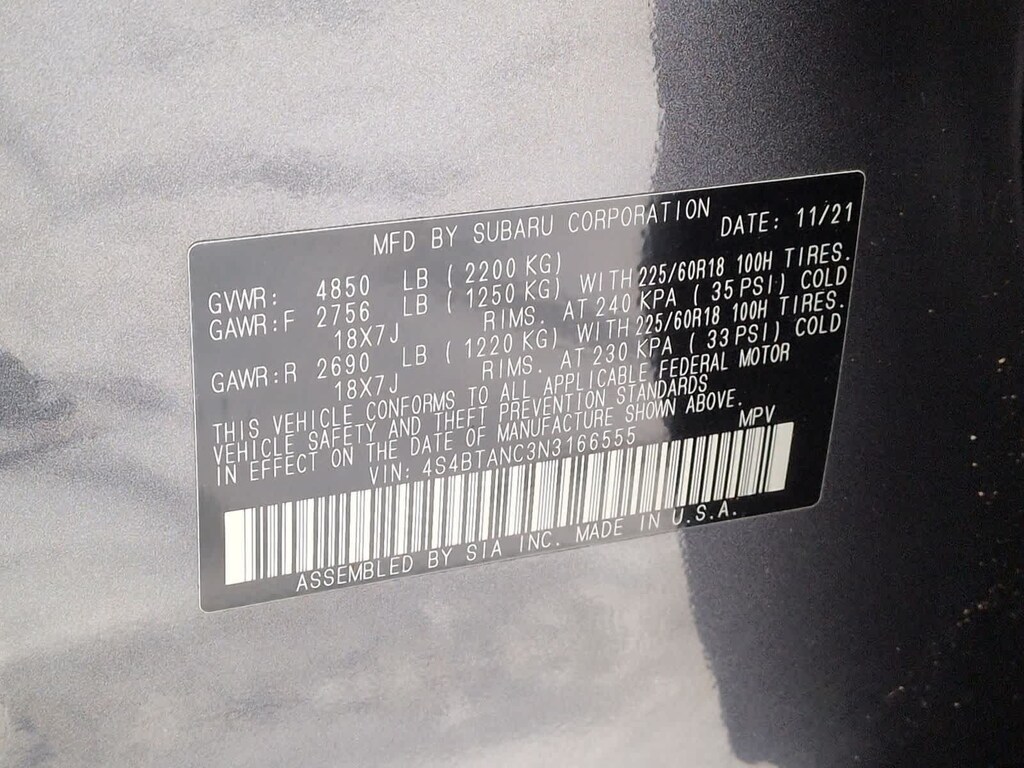 MFD BY SUBARU CORPORATION DATE: 11/21
GVWR: 4850 LB (2200 KG)
GAWR:F 2756 LB (1250 KG) WITH 225/60R18 100H TIRES.
18X7J RIMS. AT 240 KPA (35 PSI) COLD
GAWR:R 2690 LB (1220 KG) WITH 225/60R18 100H TIRES.
18X7J RIMS. AT 230 KPA (33 PSI) COLD
THIS VEHICLE CONFORMS TO ALL APPLICABLE FEDERAL MOTOR
VEHICLE SAFETY AND THEFT PREVENTION STANDARDS
IN EFFECT ON THE DATE OF MANUFACTURE SHOWN ABOVE.
VIN: 4S4BTANC3N3166555 MPV
ASSEMBLED BY SIA INC. MADE IN U.S.A.